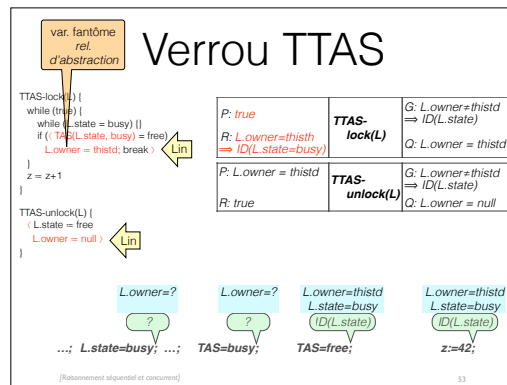 var. fantôme
rel.
d'abstraction
Verrou TTAS
TTAS-lock(L) {
while (true) {
while (L.state = busy) {}
if (⟨ TAS(L.state, busy) = free)
L.owner = thistd; break ⟩
}
z = z+1
}
Lin
TTAS-unlock(L) {
⟨ L.state = free
L.owner = null ⟩
}
Lin
P: true
R: L.owner=thisth
⟹ ID(L.state=busy)
TTAS-
lock(L)
G: L.owner≠thistd
⟹ ID(L.state)
Q: L.owner = thistd
P: L.owner = thistd
R: true
TTAS-
unlock(L)
G: L.owner≠thistd
⟹ ID(L.state)
Q: L.owner = null
L.owner=?
L.owner=?
L.owner=thistd
L.state=busy
L.owner=thistd
L.state=busy
?
?
ID(L.state)
ID(L.state)
…; L.state=busy; …; TAS=busy; TAS=free; z:=42;
[Raisonnement séquentiel et concurrent]
53